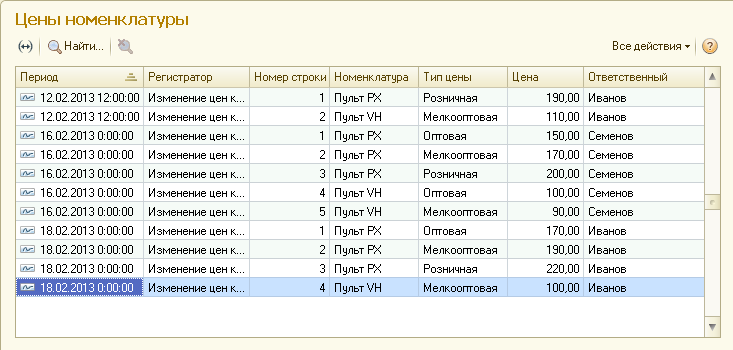 Цены номенклатуры
Найти... Все действия
Период Регистратор Номер строки Номенклатура Тип цены Цена Ответственный
12.02.2013 12:00:00 Изменение цен к... 1 Пульт РХ Розничная 190,00 Иванов
12.02.2013 12:00:00 Изменение цен к... 2 Пульт VH Мелкооптовая 110,00 Иванов
16.02.2013 0:00:00 Изменение цен к... 1 Пульт РХ Оптовая 150,00 Семенов
16.02.2013 0:00:00 Изменение цен к... 2 Пульт РХ Мелкооптовая 170,00 Семенов
16.02.2013 0:00:00 Изменение цен к... 3 Пульт РХ Розничная 200,00 Семенов
16.02.2013 0:00:00 Изменение цен к... 4 Пульт VH Оптовая 100,00 Семенов
16.02.2013 0:00:00 Изменение цен к... 5 Пульт VH Мелкооптовая 90,00 Семенов
18.02.2013 0:00:00 Изменение цен к... 1 Пульт РХ Оптовая 170,00 Иванов
18.02.2013 0:00:00 Изменение цен к... 2 Пульт РХ Мелкооптовая 190,00 Иванов
18.02.2013 0:00:00 Изменение цен к... 3 Пульт РХ Розничная 220,00 Иванов
18.02.2013 0:00:00 Изменение цен к... 4 Пульт VH Мелкооптовая 100,00 Иванов